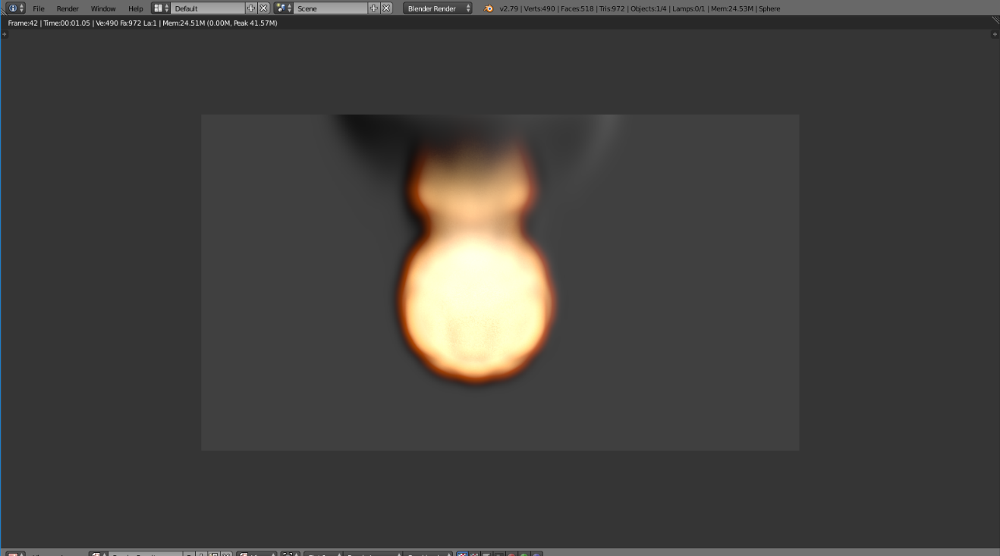 File Render Window Help Default Scene Blender Render v2.79 | Verts:490 | Faces:518 | Tris:972 | Objects:1/4 | Lamps:0/1 | Mem:24.53M | Sphere
Frame:42 | Time:00:01.05 | Ve:490 Fa:972 La:1 | Mem:24.51M (0.00M, Peak 41.57M)